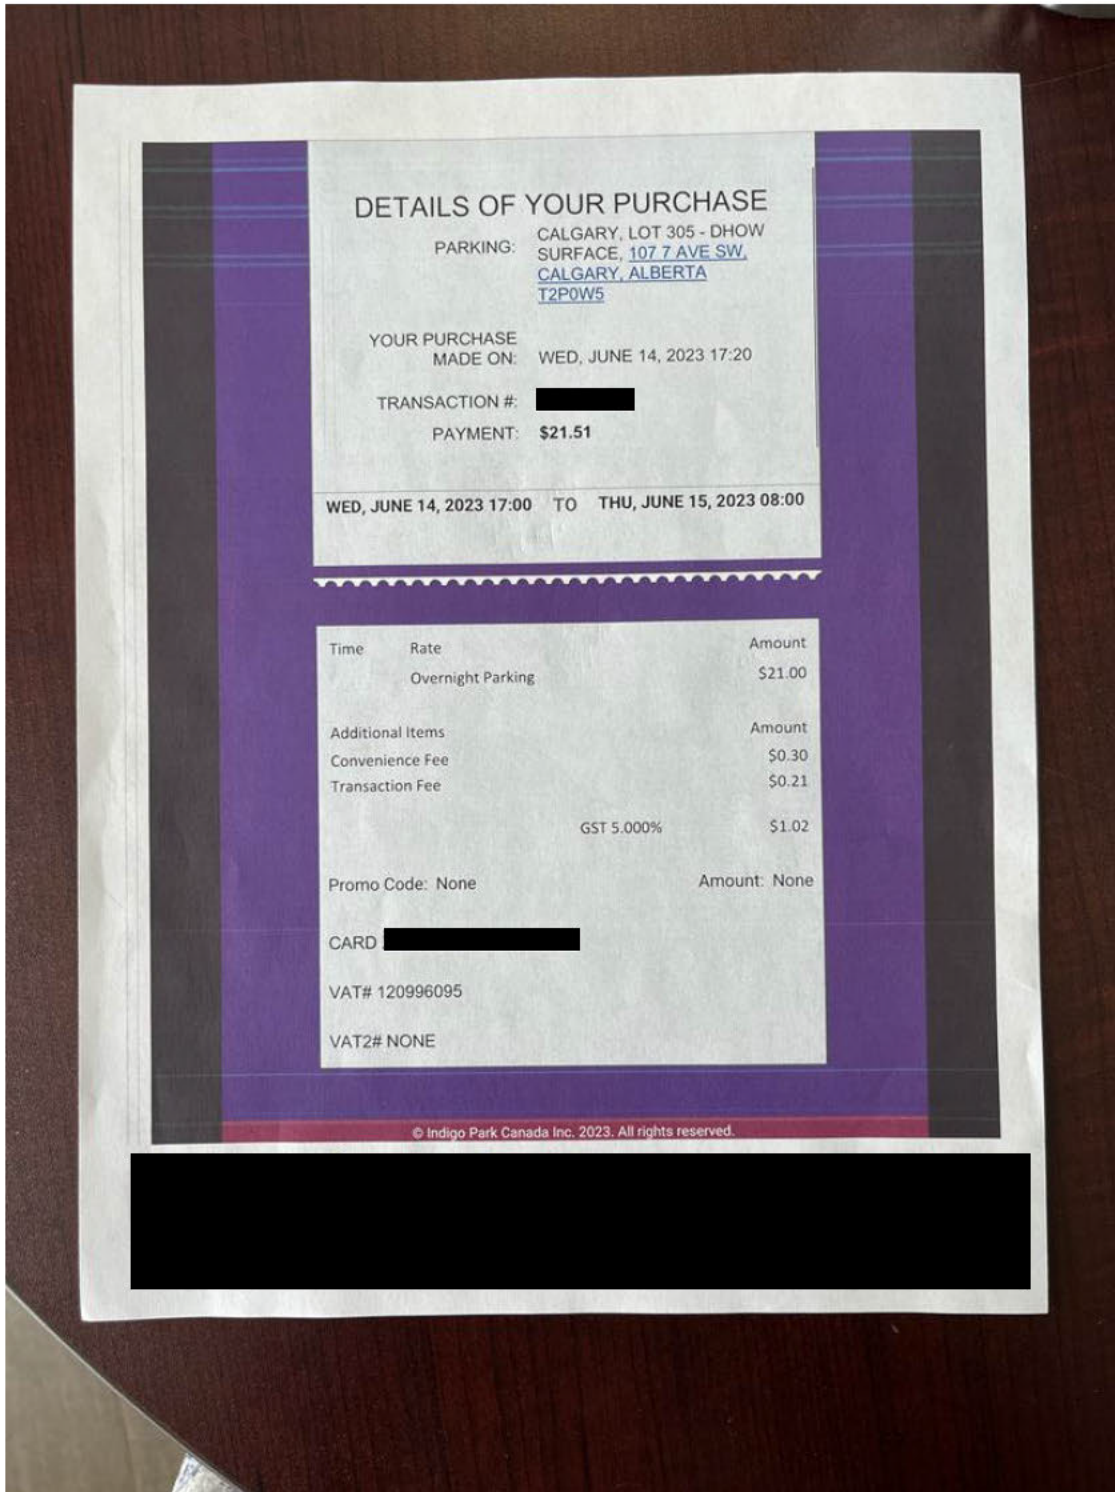 DETAILS OF YOUR PURCHASE
PARKING: CALGARY, LOT 305 - DHOW
SURFACE, 107 7 AVE SW,
CALGARY, ALBERTA
T2P0W5
YOUR PURCHASE
MADE ON: WED, JUNE 14, 2023 17:20
TRANSACTION #:
PAYMENT: $21.51
WED, JUNE 14, 2023 17:00 TO THU, JUNE 15, 2023 08:00
Time Rate Amount
Overnight Parking $21.00
Additional Items Amount
Convenience Fee $0.30
Transaction Fee $0.21
GST 5.000% $1.02
Promo Code: None Amount: None
CARD
VAT# 120996095
VAT2# NONE
© Indigo Park Canada Inc. 2023. All rights reserved.